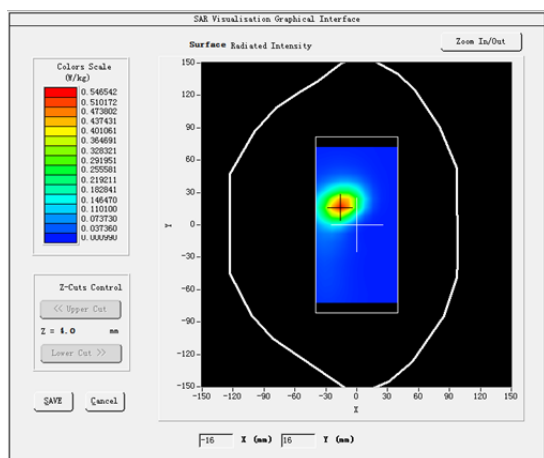 SAR Visualisation Graphical Interface
Surface Radiated Intensity
Zoom In/Out
Colors Scale
(W/kg)
0.546542
0.510172
0.473802
0.437431
0.401061
0.364691
0.328321
0.291951
0.255581
0.219211
0.182841
0.146470
0.110100
0.073730
0.037360
0.000990
150
120
90
60
30
0
-30
-60
-90
-120
-150
Y
-150 -120 -90 -60 -30 0 30 60 90 120 150
X
Z-Cuts Control
<< Upper Cut
Z = 4.0 mm
Lower Cut >>
SAVE Cancel
-16 X (mm) 16 Y (mm)